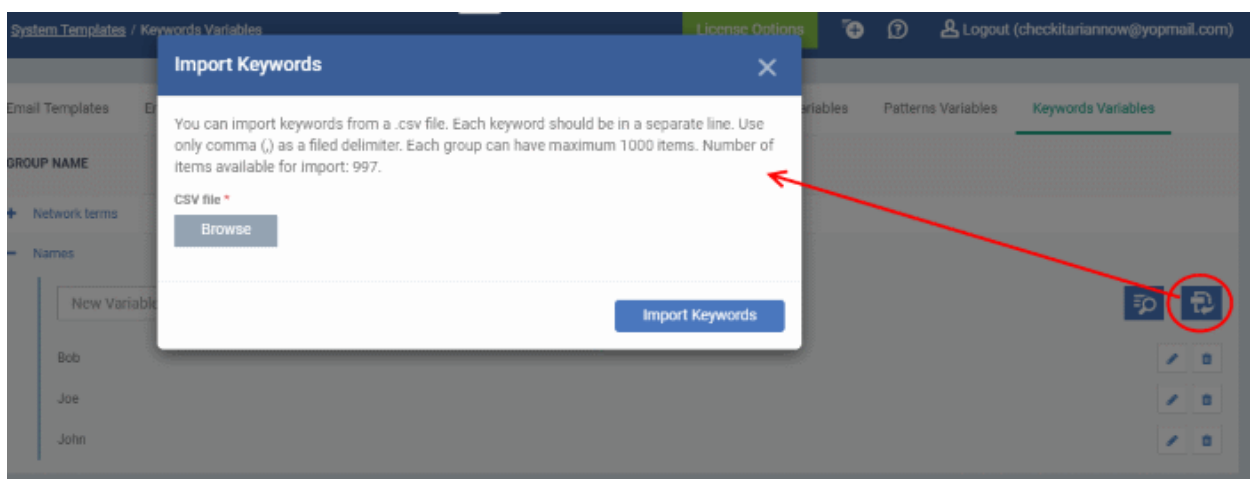 System Templates / Keywords Variables
License Options
Logout (checkitariannow@yopmail.com)
Import Keywords
Email Templates
Patterns Variables
Keywords Variables
You can import keywords from a .csv file. Each keyword should be in a separate line. Use
only comma (,) as a filed delimiter. Each group can have maximum 1000 items. Number of
items available for import: 997.
GROUP NAME
CSV file *
Browse
Network terms
Names
New Variable
Import Keywords
Bob
Joe
John